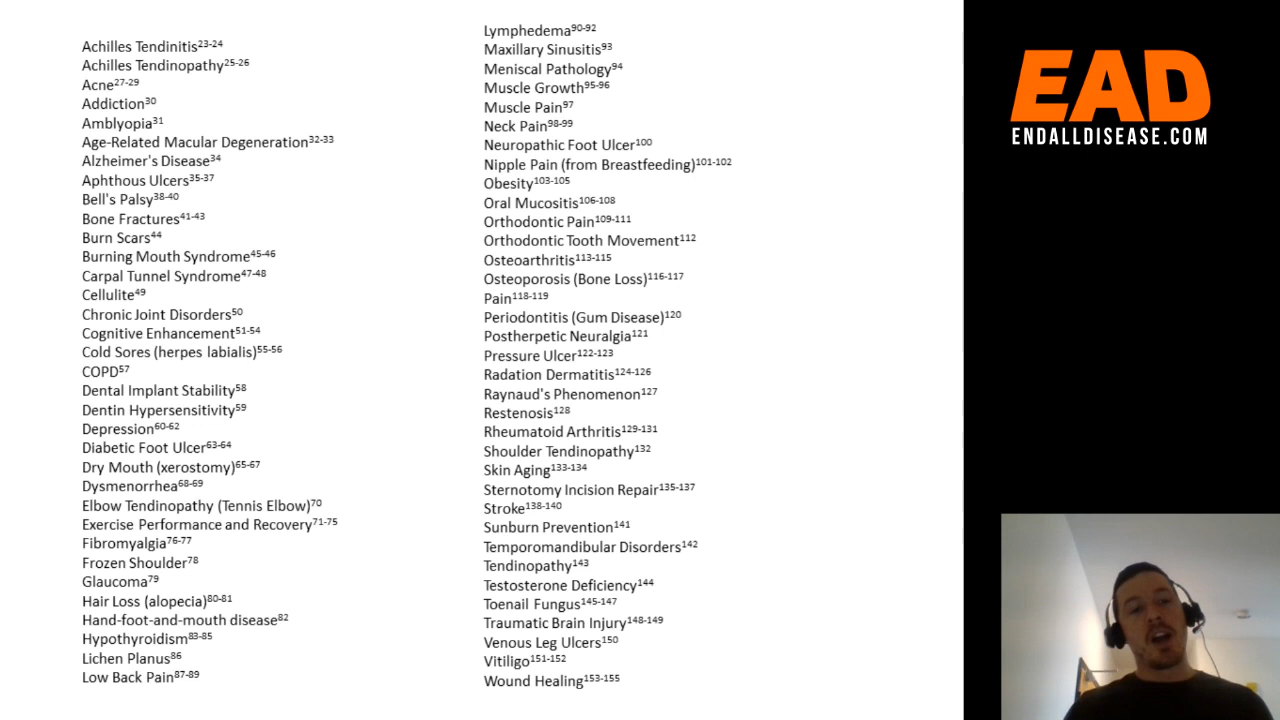 Achilles Tendinitis23-24
Achilles Tendinopathy25-26
Acne27-29
Addiction30
Amblyopia31
Age-Related Macular Degeneration32-33
Alzheimer's Disease34
Aphthous Ulcers35-37
Bell's Palsy38-40
Bone Fractures41-43
Burn Scars44
Burning Mouth Syndrome45-46
Carpal Tunnel Syndrome47-48
Cellulite49
Chronic Joint Disorders50
Cognitive Enhancement51-54
Cold Sores (herpes labialis)55-56
COPD57
Dental Implant Stability58
Dentin Hypersensitivity59
Depression60-62
Diabetic Foot Ulcer63-64
Dry Mouth (xerostomy)65-67
Dysmenorrhea68-69
Elbow Tendinopathy (Tennis Elbow)70
Exercise Performance and Recovery71-75
Fibromyalgia76-77
Frozen Shoulder78
Glaucoma79
Hair Loss (alopecia)80-81
Hand-foot-and-mouth disease82
Hypothyroidism83-85
Lichen Planus86
Low Back Pain87-89
Lymphedema90-92
Maxillary Sinusitis93
Meniscal Pathology94
Muscle Growth95-96
Muscle Pain97
Neck Pain98-99
Neuropathic Foot Ulcer100
Nipple Pain (from Breastfeeding)101-102
Obesity103-105
Oral Mucositis106-108
Orthodontic Pain109-111
Orthodontic Tooth Movement112
Osteoarthritis113-115
Osteoporosis (Bone Loss)116-117
Pain118-119
Periodontitis (Gum Disease)120
Postherpetic Neuralgia121
Pressure Ulcer122-123
Radation Dermatitis124-126
Raynaud's Phenomenon127
Restenosis128
Rheumatoid Arthritis129-131
Shoulder Tendinopathy132
Skin Aging133-134
Sternotomy Incision Repair135-137
Stroke138-140
Sunburn Prevention141
Temporomandibular Disorders142
Tendinopathy143
Testosterone Deficiency144
Toenail Fungus145-147
Traumatic Brain Injury148-149
Venous Leg Ulcers150
Vitiligo151-152
Wound Healing153-155
EAD
ENDALLDISEASE.COM